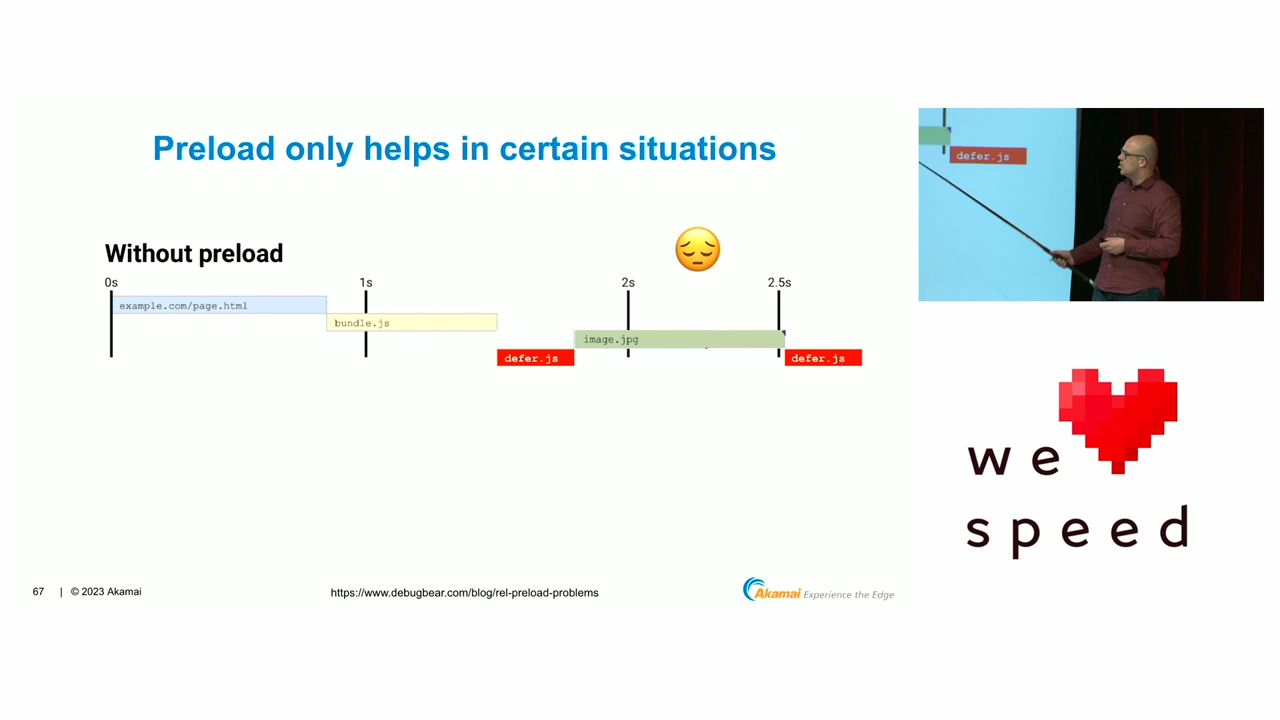 Preload only helps in certain situations
Without preload
0s 1s 2s 2.5s
example.com/page.html
bundle.js
image.jpg
defer.js defer.js
67 | © 2023 Akamai
https://www.debugbear.com/blog/rel-preload-problems
Akamai Experience the Edge
defer.js
we
speed